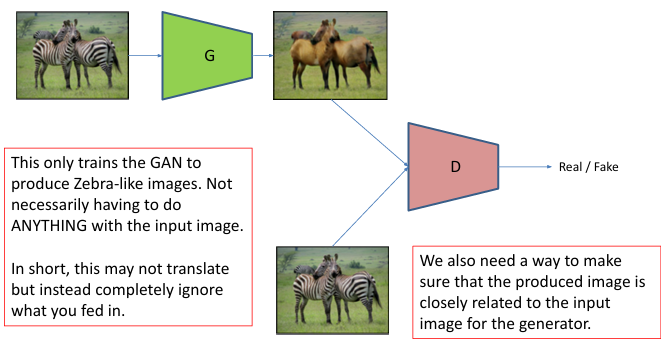 G
D
Real / Fake
This only trains the GAN to
produce Zebra-like images. Not
necessarily having to do
ANYTHING with the input image.
In short, this may not translate
but instead completely ignore
what you fed in.
We also need a way to make
sure that the produced image is
closely related to the input
image for the generator.